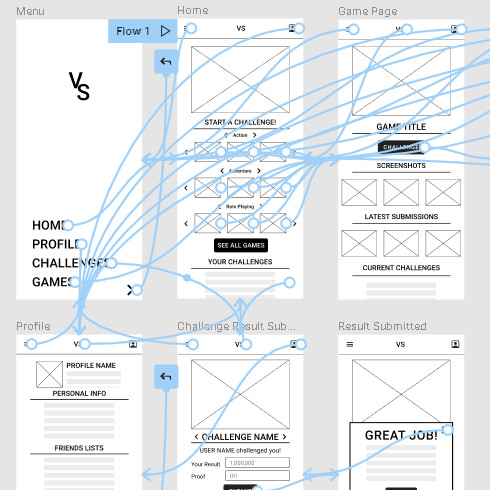 Menu
Home
Game Page
Flow 1
VS
VS
VS
START A CHALLENGE!
Action
Adventure
Role Playing
SEE ALL GAMES
YOUR CHALLENGES
GAME TITLE
CHALLENGE
SCREENSHOTS
LATEST SUBMISSIONS
CURRENT CHALLENGES
HOME
PROFILE
CHALLENGES
GAMES
Profile
Challenge Result Sub...
Result Submitted
VS
PROFILE NAME
PERSONAL INFO
FRIENDS LISTS
CHALLENGE NAME
USER NAME challenged you!
Your Result
1,000,000
Proof
Url
GREAT JOB!